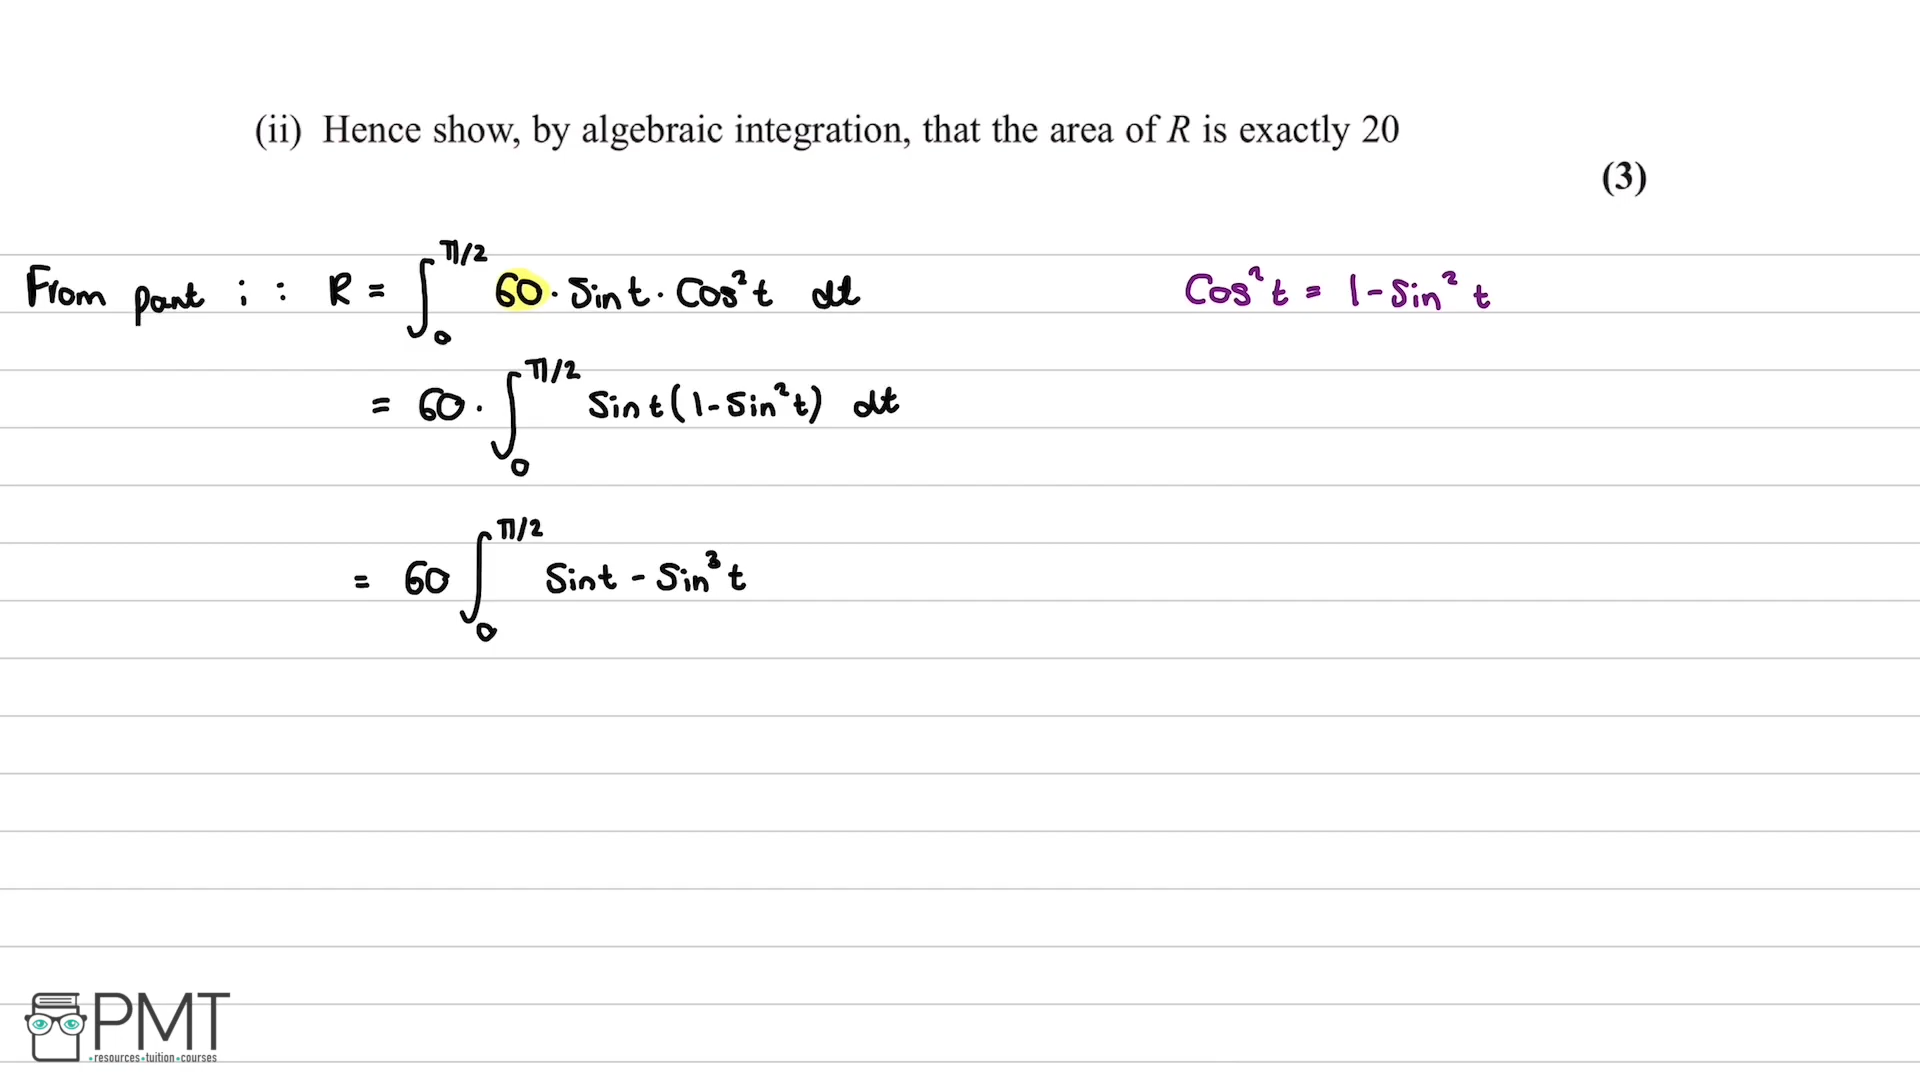 (ii) Hence show, by algebraic integration, that the area of R is exactly 20
(3)
From part i : R = ∫₀^π/2 60 · Sin t · Cos² t dt
Cos² t = 1 - Sin² t
= 60 · ∫₀^π/2 Sin t (1 - Sin² t) dt
= 60 ∫₀^π/2 Sin t - Sin³ t
PMT
•resources•tuition•courses